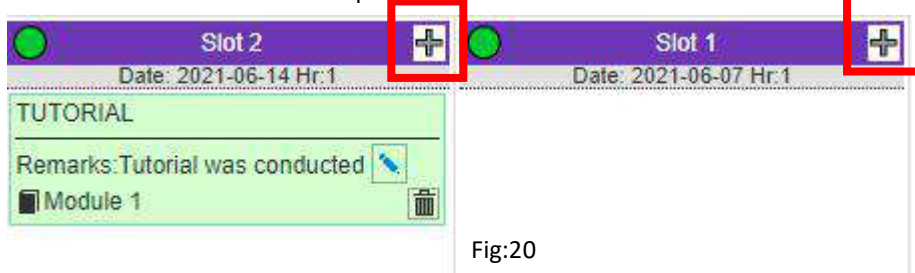 Slot 2
Date: 2021-06-14 Hr:1
TUTORIAL
Remarks:Tutorial was conducted
Module 1
Slot 1
Date: 2021-06-07 Hr:1
Fig:20